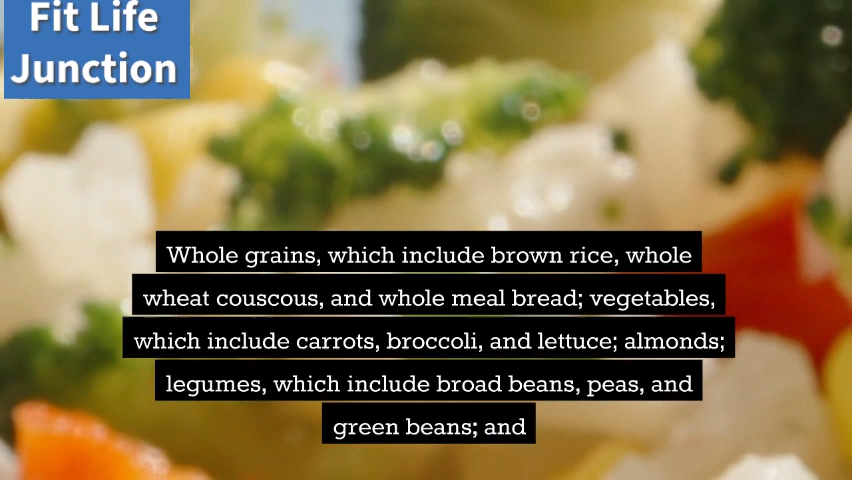 Fit Life
Junction
Whole grains, which include brown rice, whole
wheat couscous, and whole meal bread; vegetables,
which include carrots, broccoli, and lettuce; almonds;
legumes, which include broad beans, peas, and
green beans; and